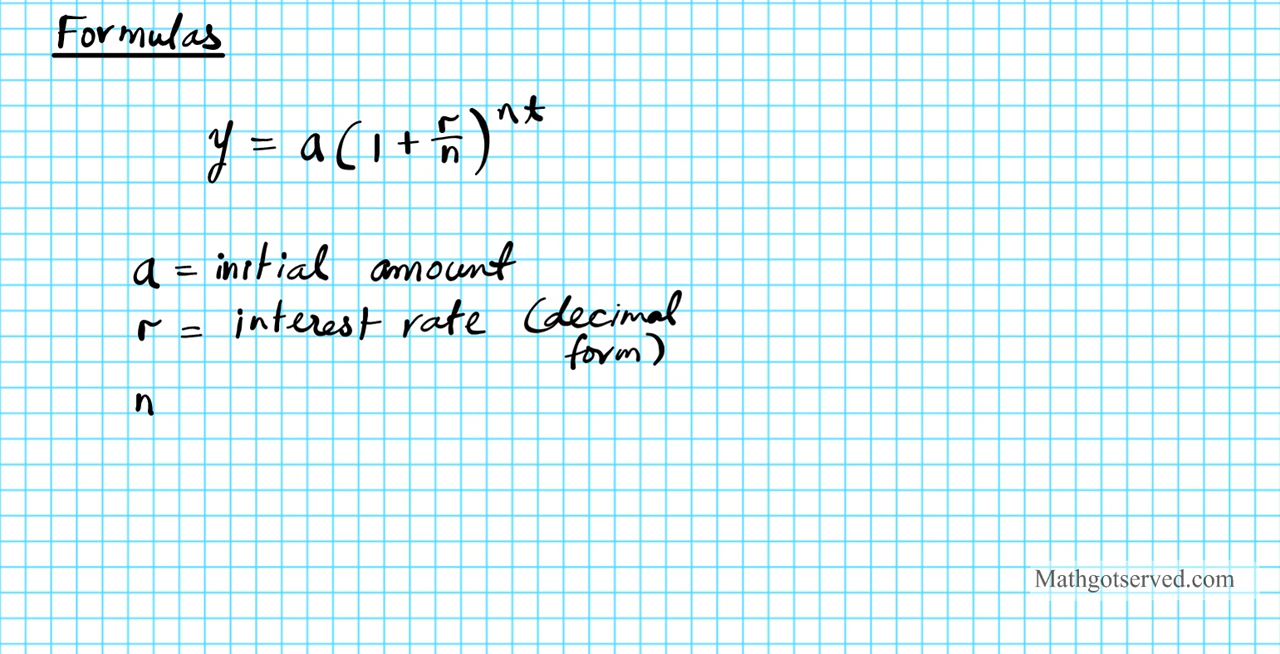 Formulas
y = a(1 + r/n)^nt
a = initial amount
r = interest rate (decimal
form)
n
Mathgotserved.com